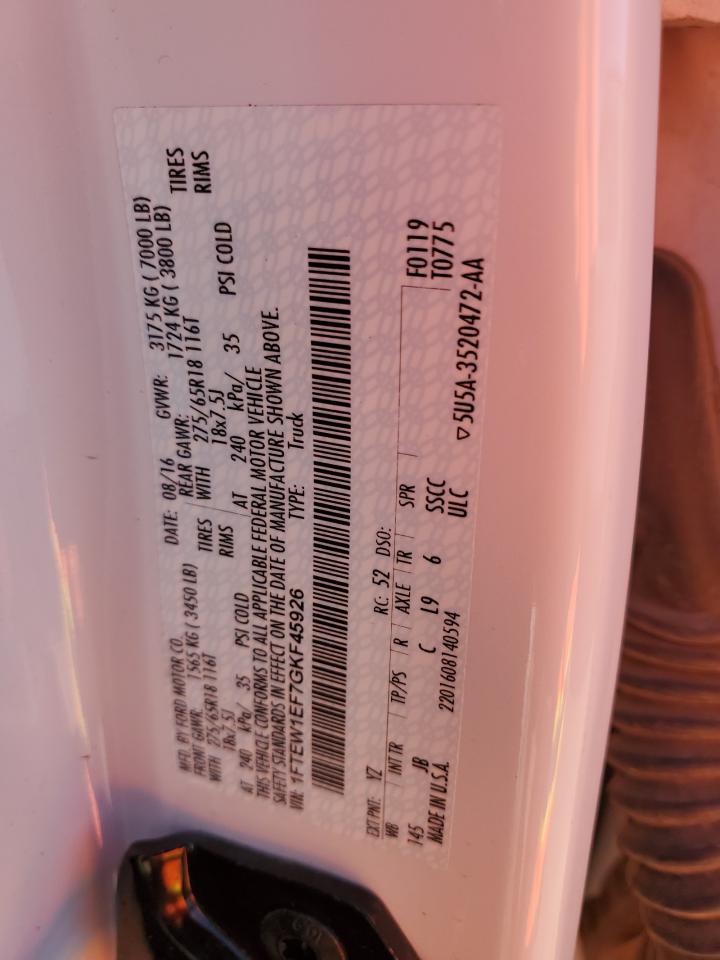 MFD. BY FORD MOTOR CO.
DATE: 08/16 GVWR: 3175 KG ( 7000 LB)
FRONT GAWR: 1565 KG ( 3450 LB) REAR GAWR: 1724 KG ( 3800 LB)
WITH 275/65R18 116T TIRES WITH 275/65R18 116T TIRES
18x7.5J RIMS 18x7.5J RIMS
AT 240 kPa/ 35 PSI COLD AT 240 kPa/ 35 PSI COLD
THIS VEHICLE CONFORMS TO ALL APPLICABLE FEDERAL MOTOR VEHICLE
SAFETY STANDARDS IN EFFECT ON THE DATE OF MANUFACTURE SHOWN ABOVE.
VIN: 1FTEW1EF7GKF45926 TYPE: Truck
EXT PNT: YZ RC: 52 DSO:
WB INT TR TP/PS R AXLE TR SPR F0119
145 JB C L9 6 SSCC T0775
MADE IN U.S.A. 2201608140594 ULC ▽5U5A-3520472-AA